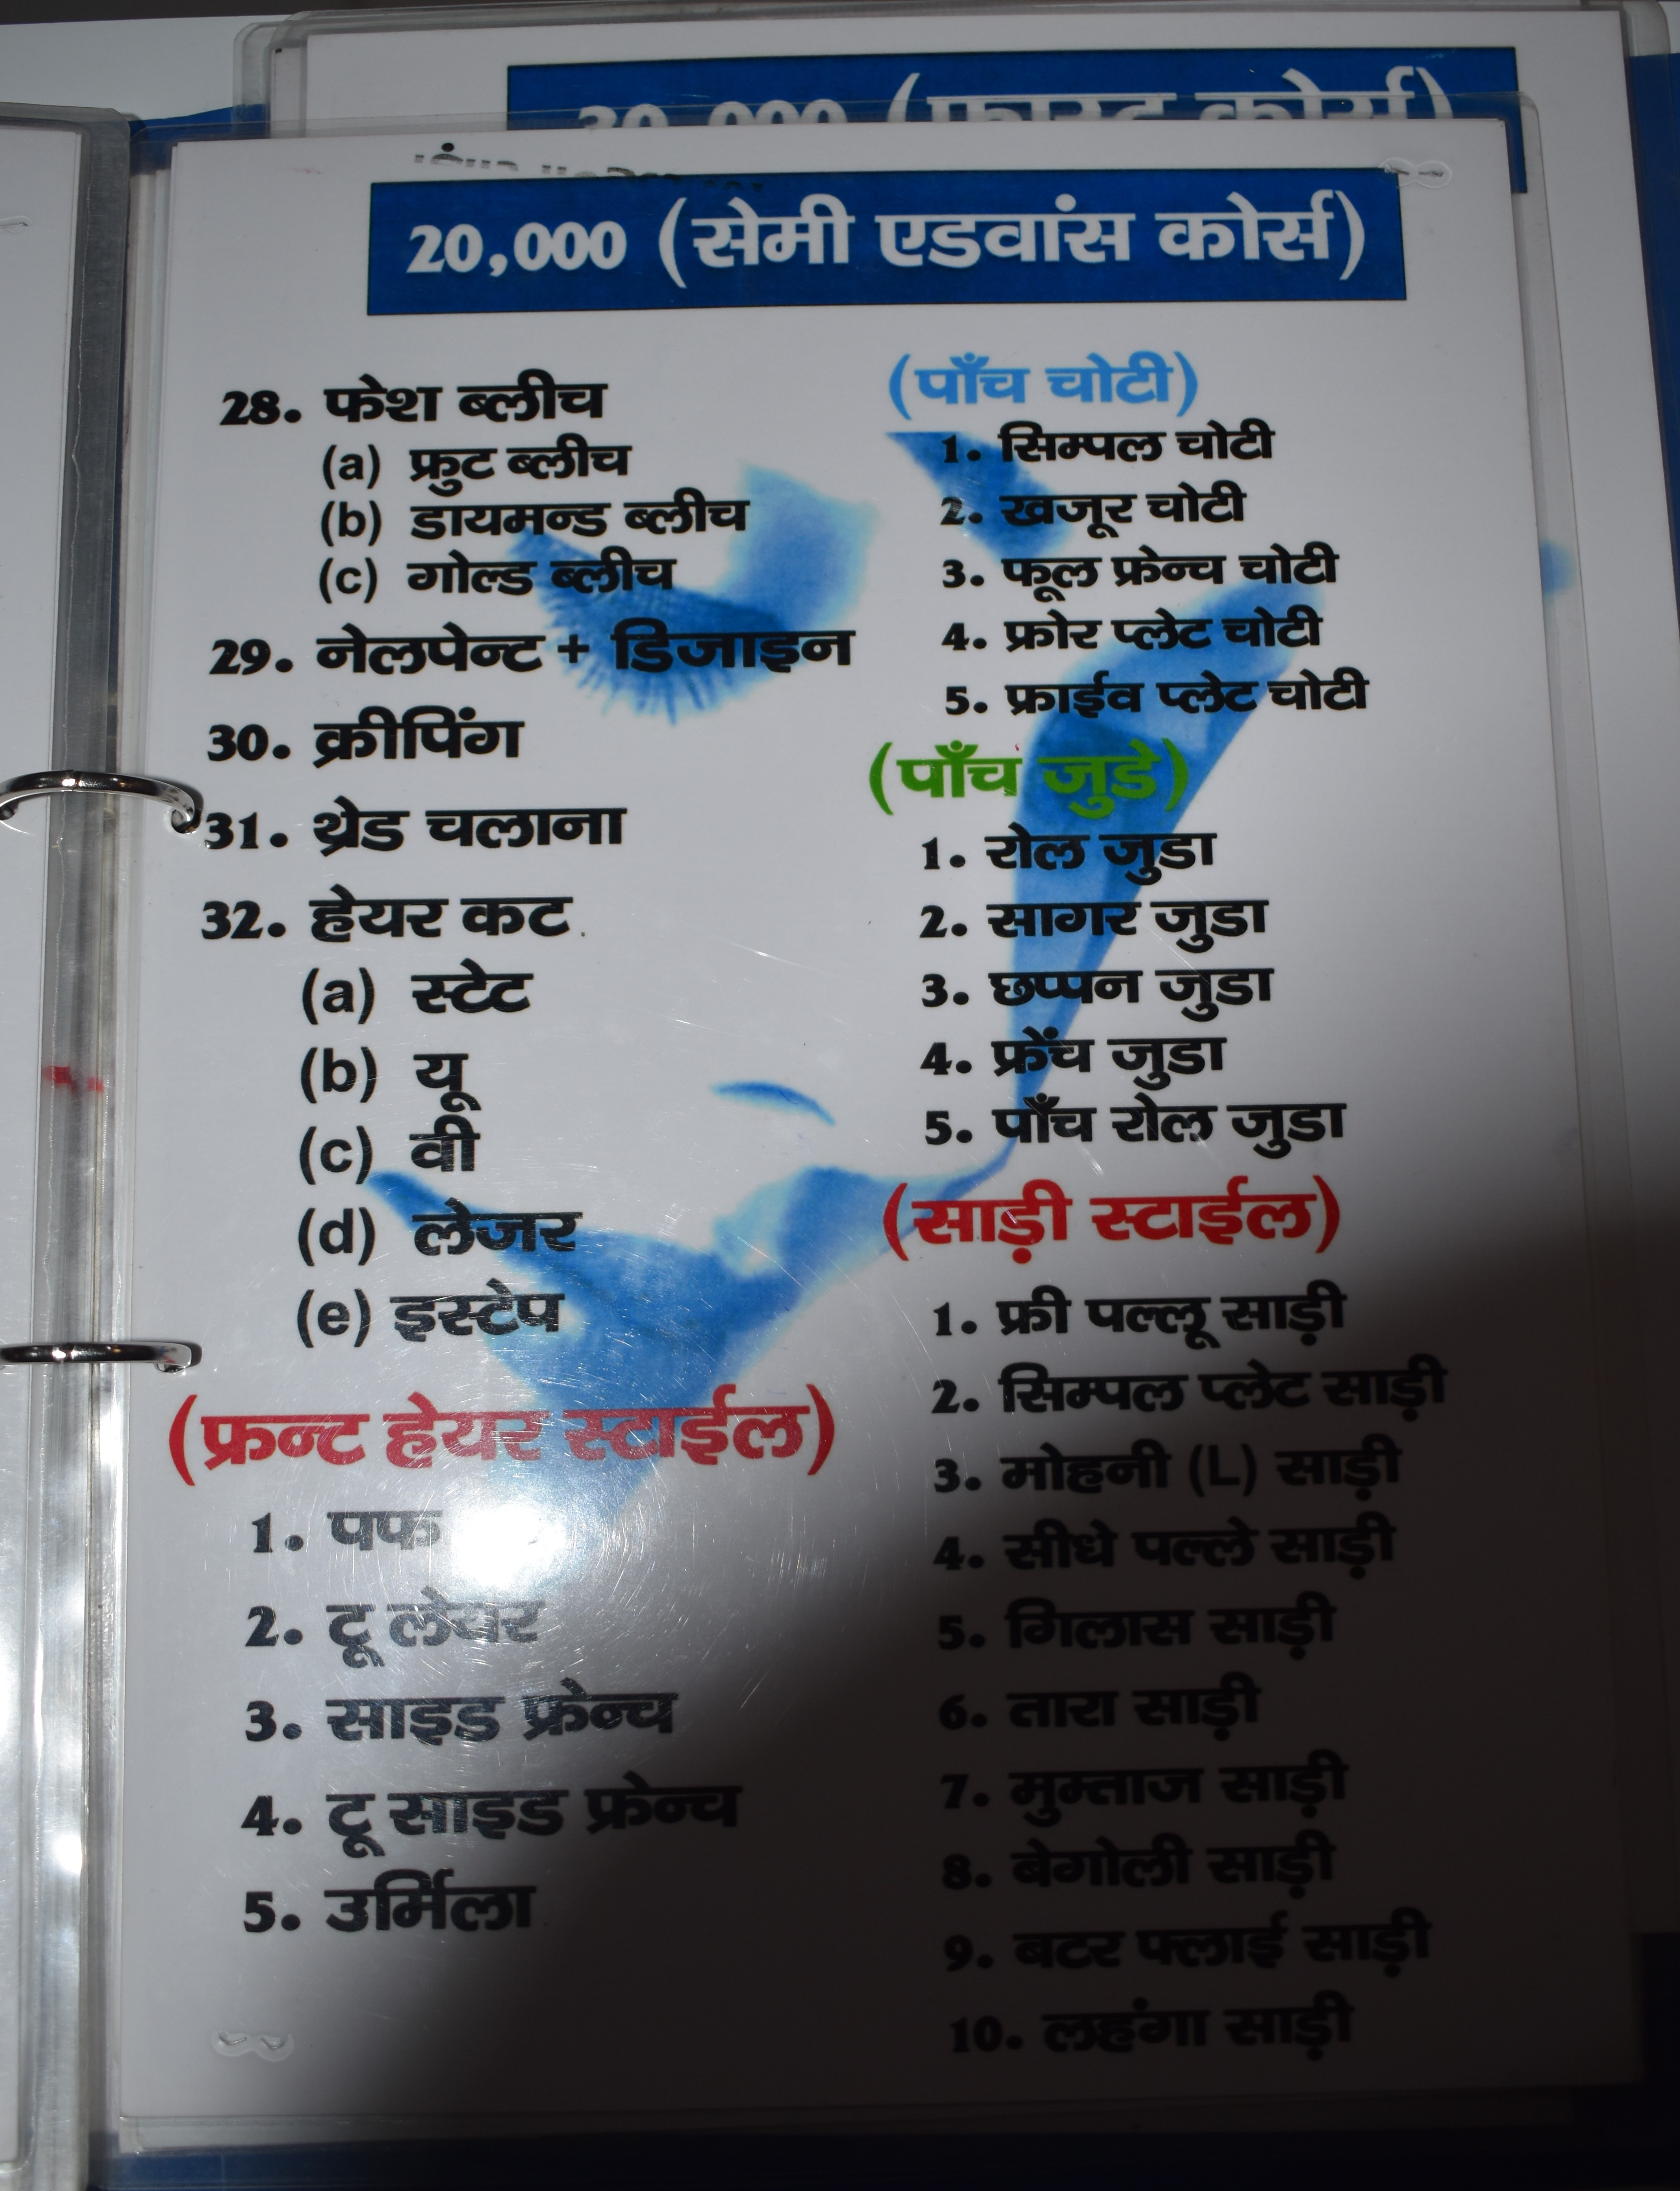 20,000 (सेमी एडवांस कोर्स)
28. फेश ब्लीच
(a) फ्रुट ब्लीच
(b) डायमन्ड ब्लीच
(c) गोल्ड ब्लीच
29. नेलपेन्ट + डिजाइन
30. क्रीपिंग
31. थ्रेड चलाना
32. हेयर कट
(a) स्टेट
(b) यू
(c) वी
(d) लेजर
(e) इस्टेप
(फ्रन्ट हेयर स्टाईल)
1. पफ
2. टू लेयर
3. साइड फ्रेन्च
4. टू साइड फ्रेन्च
5. उर्मिला
(पाँच चोटी)
1. सिम्पल चोटी
2. खजूर चोटी
3. फूल फ्रेन्च चोटी
4. फ्रोर प्लेट चोटी
5. फ्राईव प्लेट चोटी
(पाँच जुडे)
1. रोल जुडा
2. सागर जुडा
3. छप्पन जुडा
4. फ्रेंच जुडा
5. पाँच रोल जुडा
(साड़ी स्टाईल)
1. फ्री पल्लू साड़ी
2. सिम्पल प्लेट साड़ी
3. मोहनी (L) साड़ी
4. सीधे पल्ले साड़ी
5. गिलास साड़ी
6. तारा साड़ी
7. मुम्ताज साड़ी
8. बेगोली साड़ी
9. बटर फ्लाई साड़ी
10. लहंगा साड़ी